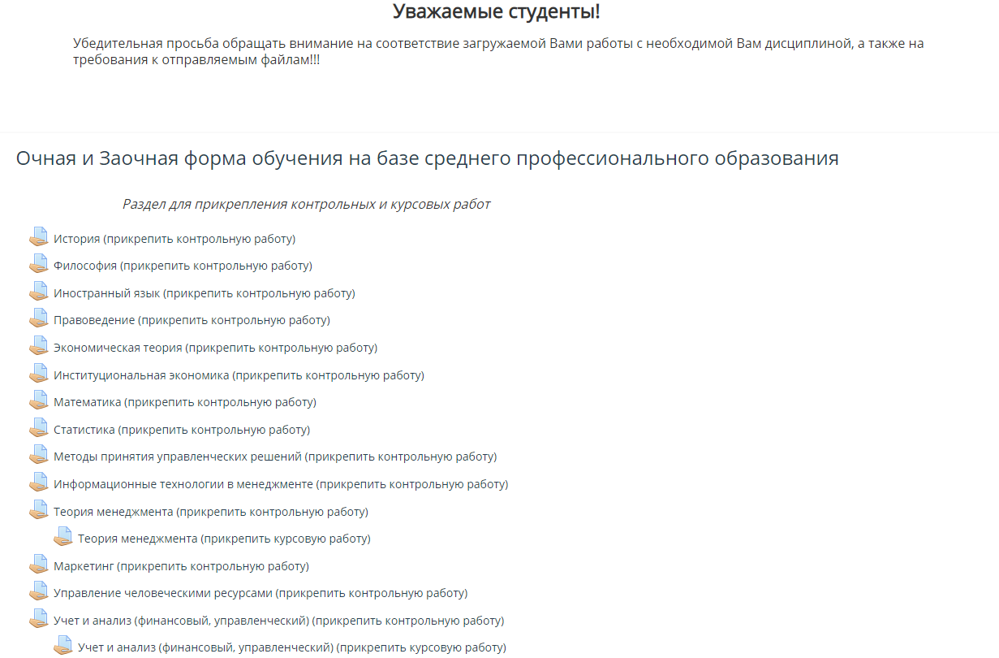 Уважаемые студенты!
Убедительная просьба обращать внимание на соответствие загружаемой Вами работы с необходимой Вам дисциплиной, а также на
требования к отправляемым файлам!!!
Очная и Заочная форма обучения на базе среднего профессионального образования
Раздел для прикрепления контрольных и курсовых работ
История (прикрепить контрольную работу)
Философия (прикрепить контрольную работу)
Иностранный язык (прикрепить контрольную работу)
Правоведение (прикрепить контрольную работу)
Экономическая теория (прикрепить контрольную работу)
Институциональная экономика (прикрепить контрольную работу)
Математика (прикрепить контрольную работу)
Статистика (прикрепить контрольную работу)
Методы принятия управленческих решений (прикрепить контрольную работу)
Информационные технологии в менеджменте (прикрепить контрольную работу)
Теория менеджмента (прикрепить контрольную работу)
Теория менеджмента (прикрепить курсовую работу)
Маркетинг (прикрепить контрольную работу)
Управление человеческими ресурсами (прикрепить контрольную работу)
Учет и анализ (финансовый, управленческий) (прикрепить контрольную работу)
Учет и анализ (финансовый, управленческий) (прикрепить курсовую работу)